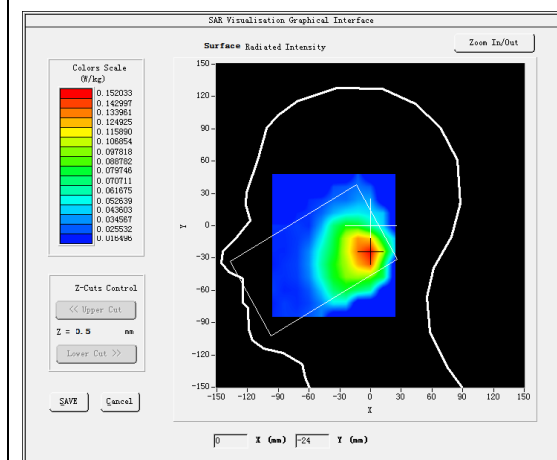 SAR Visualisation Graphical Interface
Surface Radiated Intensity
Zoom In/Out
Colors Scale
(W/kg)
0.152033
0.142997
0.133961
0.124925
0.115890
0.106854
0.097818
0.088782
0.079746
0.070711
0.061675
0.052639
0.043603
0.034567
0.025532
0.016496
150
120
90
60
30
0
-30
-60
-90
-120
-150
Y
-150 -120 -90 -60 -30 0 30 60 90 120 150
X
Z-Cuts Control
<< Upper Cut
Z = 0.5 mm
Lower Cut >>
SAVE Cancel
0 X (mm) -24 Y (mm)